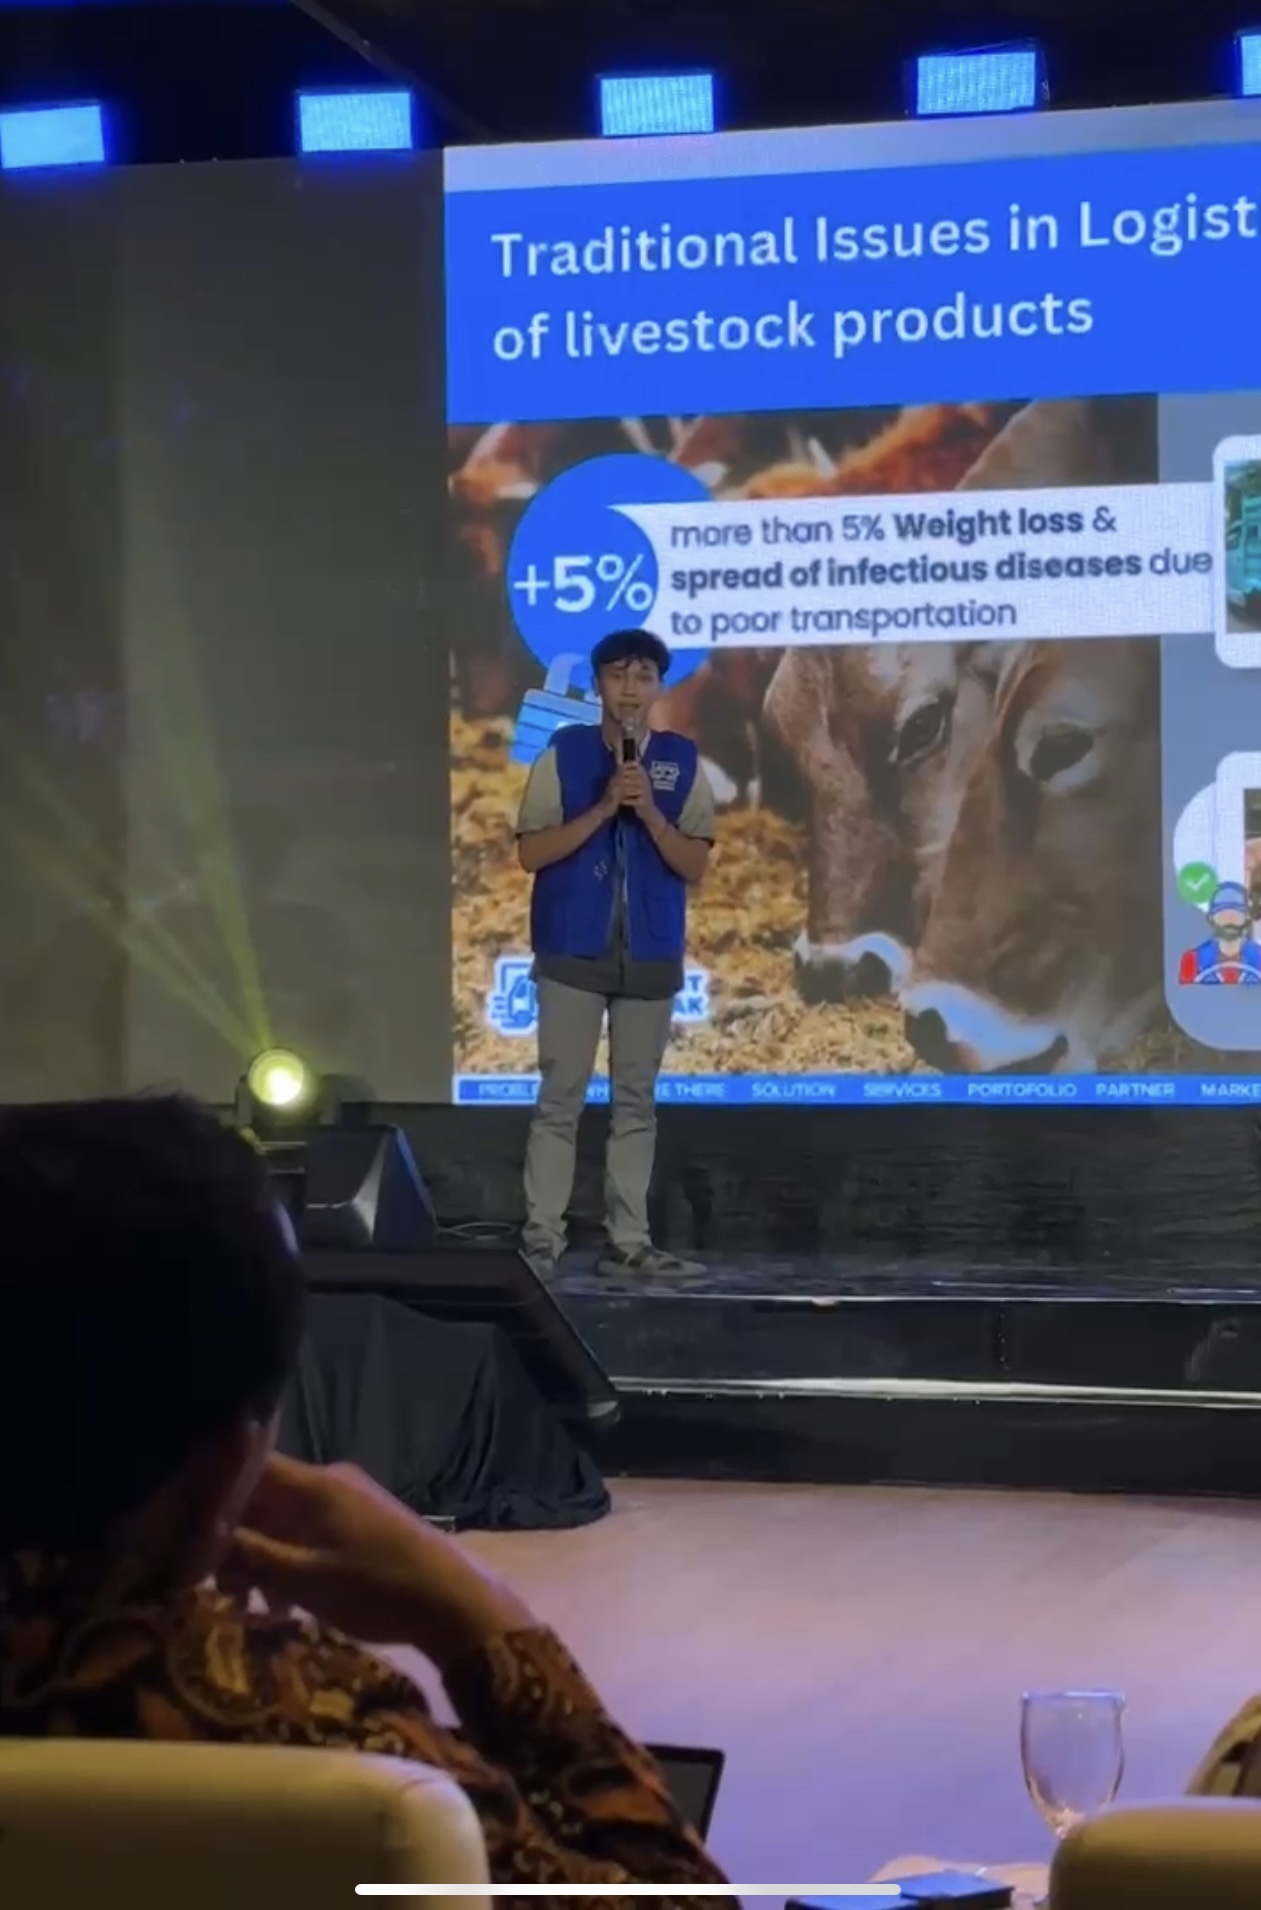 Traditional Issues in Logist
of livestock products
+5%
more than 5% Weight loss &
spread of infectious diseases due
to poor transportation
SOLUTION SERVICES PORTOFOLIO PARTNER MARKE